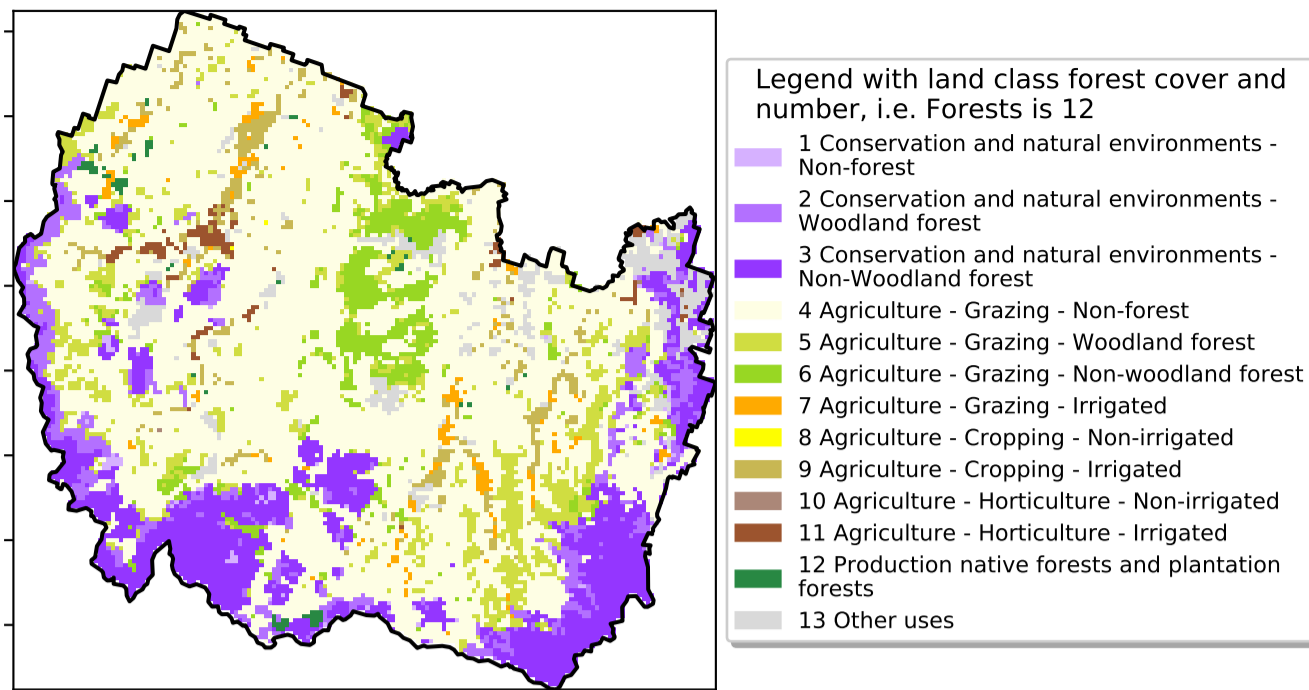 Legend with land class forest cover and
number, i.e. Forests is 12
1 Conservation and natural environments -
Non-forest
2 Conservation and natural environments -
Woodland forest
3 Conservation and natural environments -
Non-Woodland forest
4 Agriculture - Grazing - Non-forest
5 Agriculture - Grazing - Woodland forest
6 Agriculture - Grazing - Non-woodland forest
7 Agriculture - Grazing - Irrigated
8 Agriculture - Cropping - Non-irrigated
9 Agriculture - Cropping - Irrigated
10 Agriculture - Horticulture - Non-irrigated
11 Agriculture - Horticulture - Irrigated
12 Production native forests and plantation
forests
13 Other uses